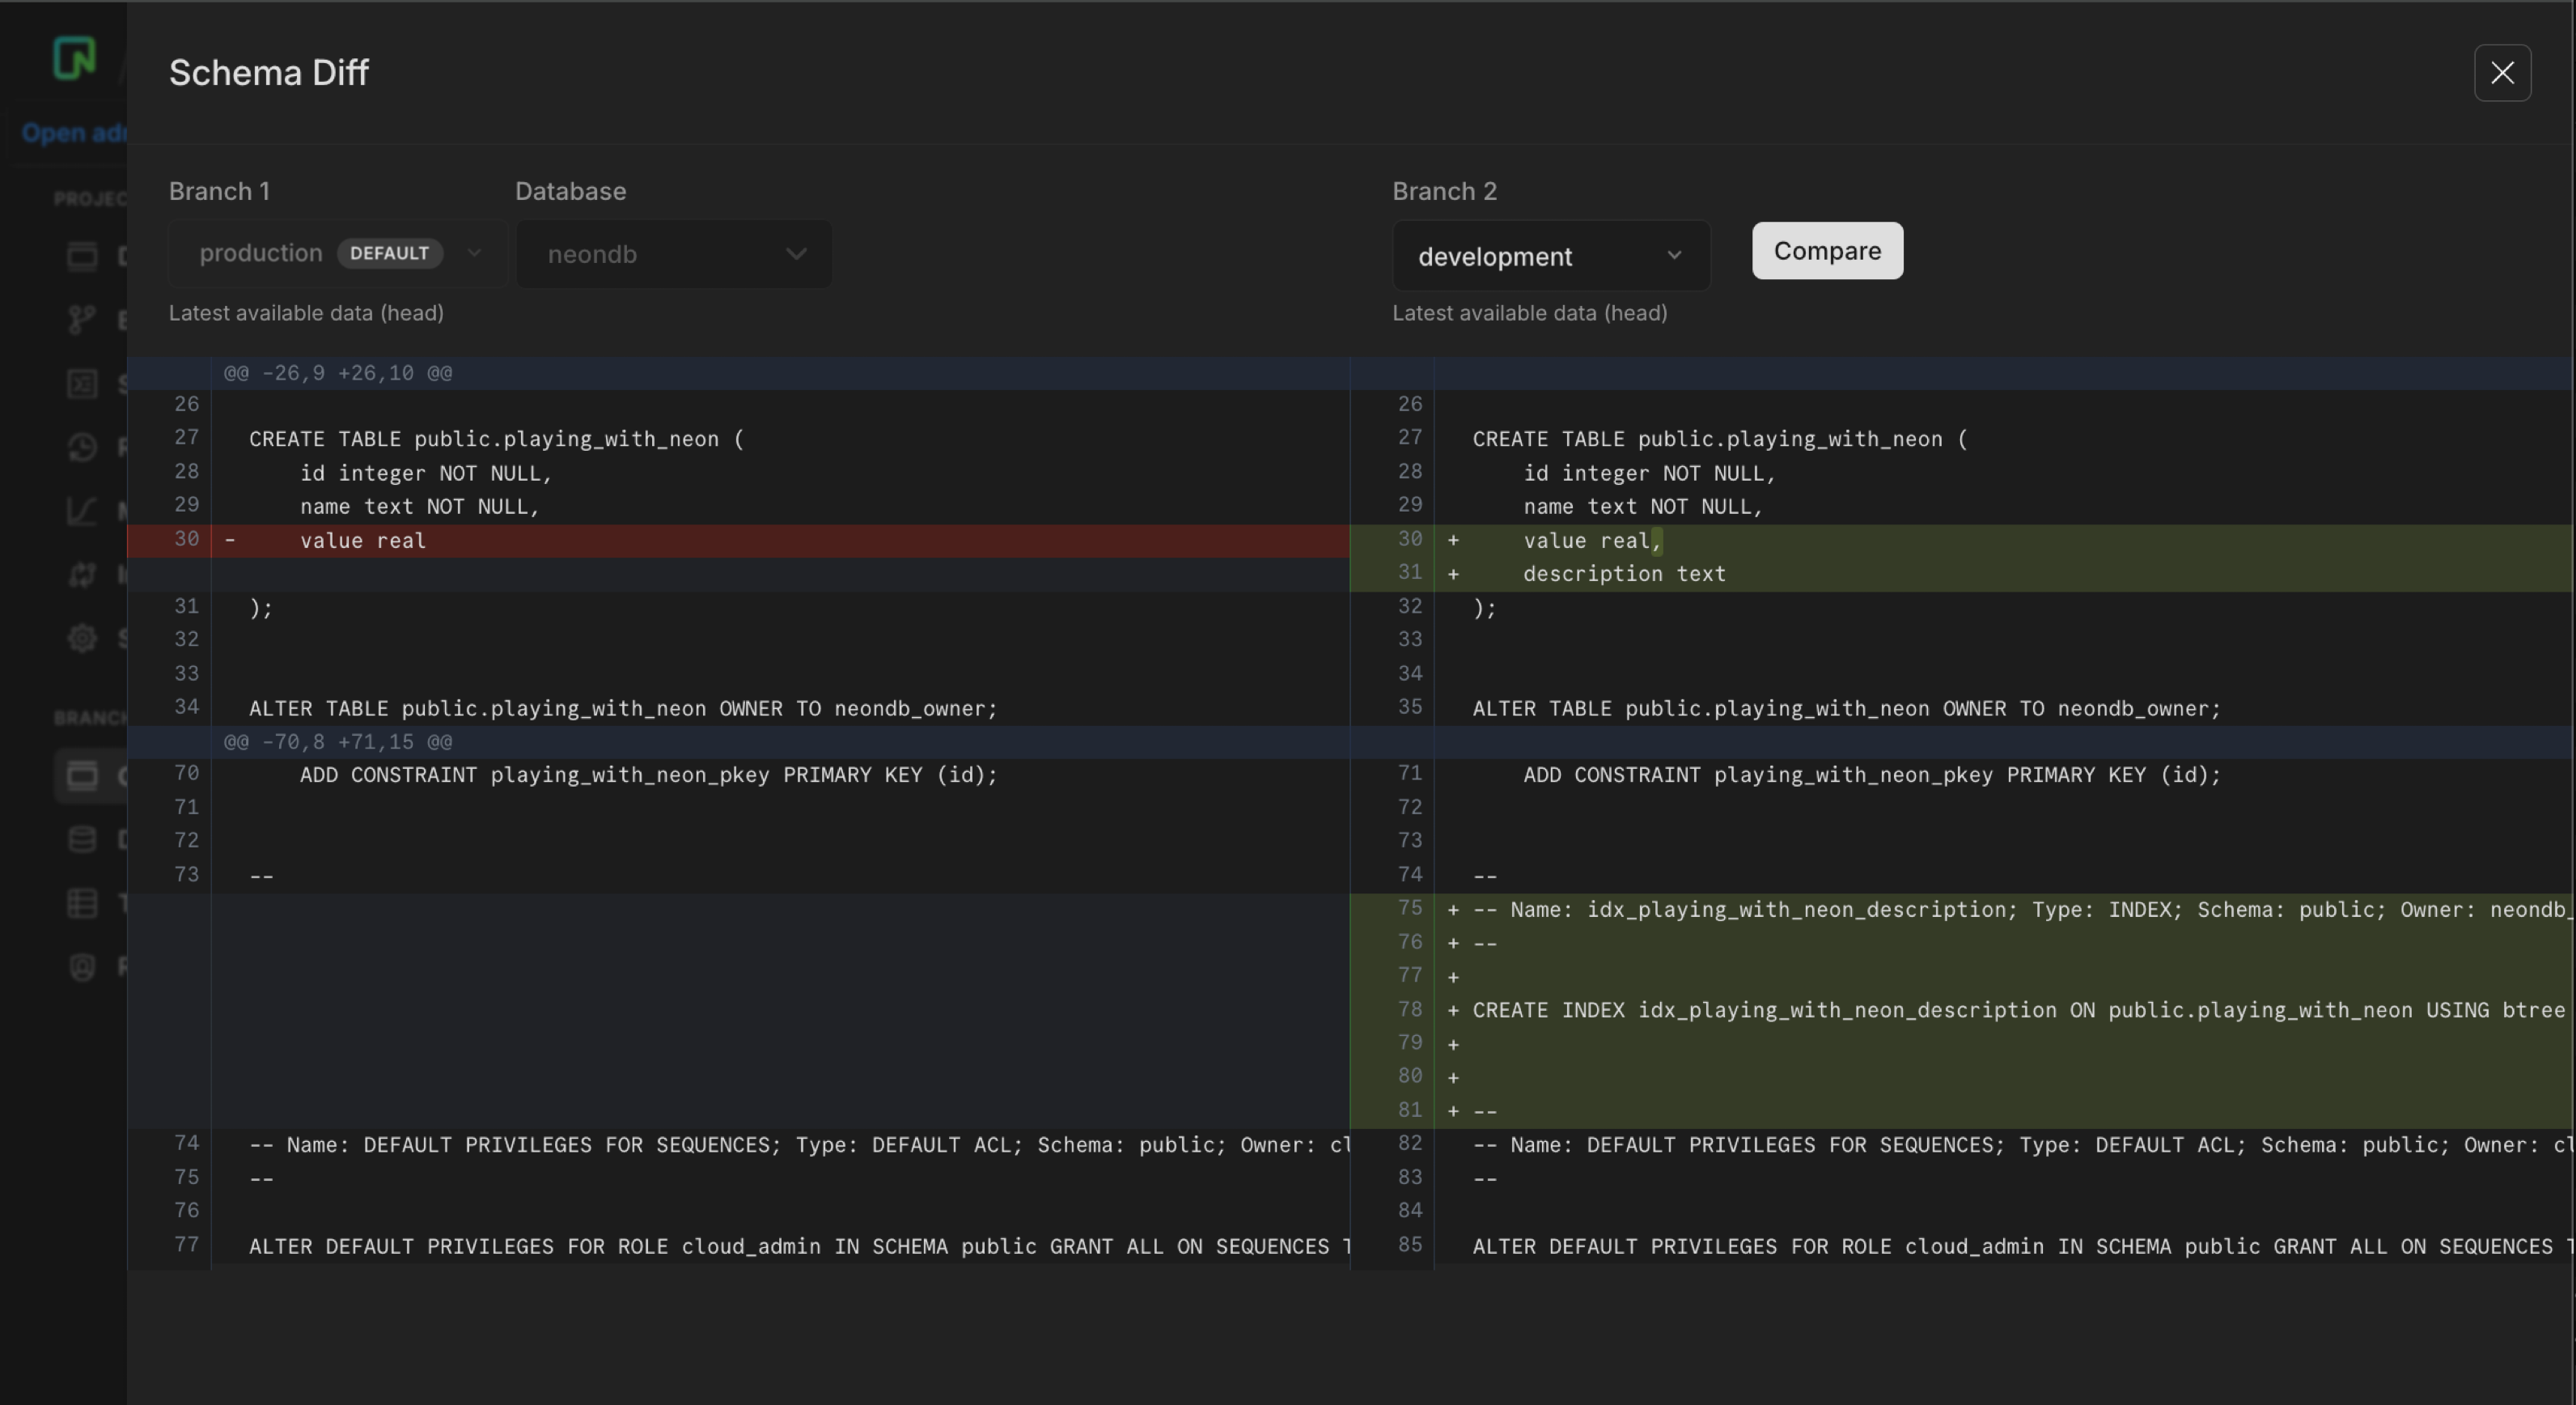 Schema Diff
Open
Branch 1
Database
Branch 2
production DEFAULT
neondb
development
Compare
Latest available data (head)
Latest available data (head)
@@ -26,9 +26,10 @@
26
27 CREATE TABLE public.playing_with_neon (
28 id integer NOT NULL,
29 name text NOT NULL,
30 - value real
31 );
32
33
34 ALTER TABLE public.playing_with_neon OWNER TO neondb_owner;
@@ -70,8 +71,15 @@
70 ADD CONSTRAINT playing_with_neon_pkey PRIMARY KEY (id);
71
72
73 --
74 -- Name: DEFAULT PRIVILEGES FOR SEQUENCES; Type: DEFAULT ACL; Schema: public; Owner: cl
75 --
76
77 ALTER DEFAULT PRIVILEGES FOR ROLE cloud_admin IN SCHEMA public GRANT ALL ON SEQUENCES T
26
27 CREATE TABLE public.playing_with_neon (
28 id integer NOT NULL,
29 name text NOT NULL,
30 + value real,
31 + description text
32 );
33
34
35 ALTER TABLE public.playing_with_neon OWNER TO neondb_owner;
71 ADD CONSTRAINT playing_with_neon_pkey PRIMARY KEY (id);
72
73
74 --
75 + -- Name: idx_playing_with_neon_description; Type: INDEX; Schema: public; Owner: neondb_
76 + --
77 +
78 + CREATE INDEX idx_playing_with_neon_description ON public.playing_with_neon USING btree
79 +
80 +
81 + --
82 -- Name: DEFAULT PRIVILEGES FOR SEQUENCES; Type: DEFAULT ACL; Schema: public; Owner: cl
83 --
84
85 ALTER DEFAULT PRIVILEGES FOR ROLE cloud_admin IN SCHEMA public GRANT ALL ON SEQUENCES T